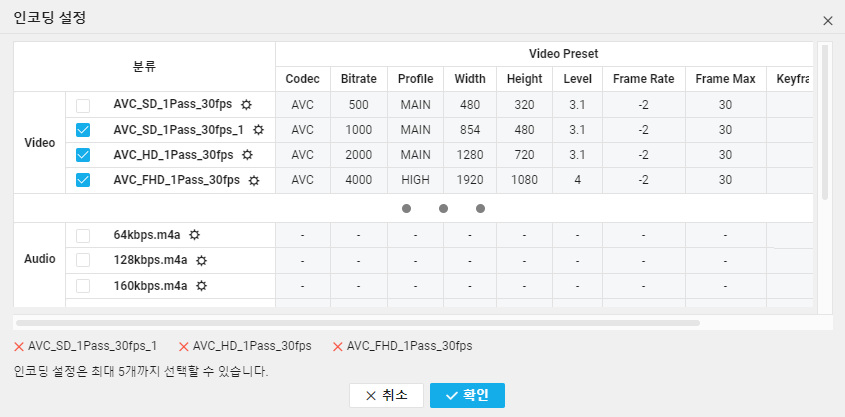 인코딩 설정
분류 Video Preset
Codec Bitrate Profile Width Height Level Frame Rate Frame Max Keyfra
Video
AVC_SD_1Pass_30fps AVC 500 MAIN 480 320 3.1 -2 30
AVC_SD_1Pass_30fps_1 AVC 1000 MAIN 854 480 3.1 -2 30
AVC_HD_1Pass_30fps AVC 2000 MAIN 1280 720 3.1 -2 30
AVC_FHD_1Pass_30fps AVC 4000 HIGH 1920 1080 4 -2 30
Audio
64kbps.m4a - - - - - - - -
128kbps.m4a - - - - - - - -
160kbps.m4a - - - - - - - -
AVC_SD_1Pass_30fps_1 AVC_HD_1Pass_30fps AVC_FHD_1Pass_30fps
인코딩 설정은 최대 5개까지 선택할 수 있습니다.
취소 확인